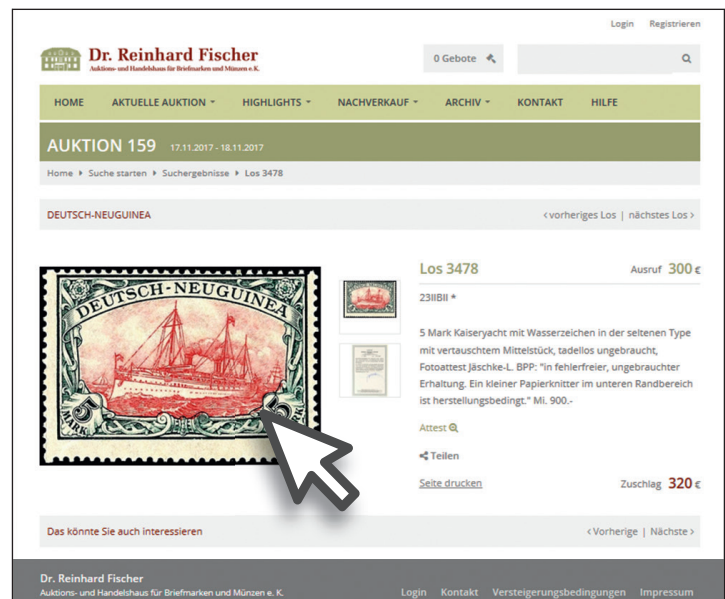 Login Registrieren
Dr. Reinhard Fischer
Auktions- und Handelshaus für Briefmarken und Münzen e.K.
0 Gebote
HOME AKTUELLE AUKTION HIGHLIGHTS NACHVERKAUF ARCHIV KONTAKT HILFE
AUKTION 159 17.11.2017 - 18.11.2017
Home Suche starten Suchergebnisse Los 3478
DEUTSCH-NEUGUINEA
‹ vorheriges Los | nächstes Los ›
DEUTSCH-NEUGUINEA
5 MARK 5
Los 3478 Ausruf 300 €
23IIBII *
5 Mark Kaiseryacht mit Wasserzeichen in der seltenen Type
mit vertauschtem Mittelstück, tadellos ungebraucht,
Fotoattest Jäschke-L. BPP: "in fehlerfreier, ungebrauchter
Erhaltung. Ein kleiner Papierknitter im unteren Randbereich
ist herstellungsbedingt." Mi. 900.-
Attest
Teilen
Seite drucken Zuschlag 320 €
Das könnte Sie auch interessieren ‹ Vorherige | Nächste ›
Dr. Reinhard Fischer
Auktions- und Handelshaus für Briefmarken und Münzen e. K.
Login Kontakt Versteigerungsbedingungen Impressum